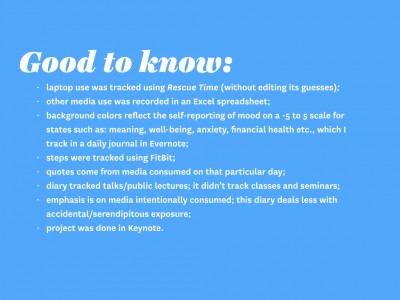 Good to know:
· laptop use was tracked using Rescue Time (without editing its guesses);
· other media use was recorded in an Excel spreadsheet;
· background colors reflect the self-reporting of mood on a -5 to 5 scale for
states such as: meaning, well-being, anxiety, financial health etc., which I
track in a daily journal in Evernote;
· steps were tracked using FitBit;
· quotes come from media consumed on that particular day;
· diary tracked talks/public lectures; it didn't track classes and seminars;
· emphasis is on media intentionally consumed; this diary deals less with
accidental/serendipitous exposure;
· project was done in Keynote.